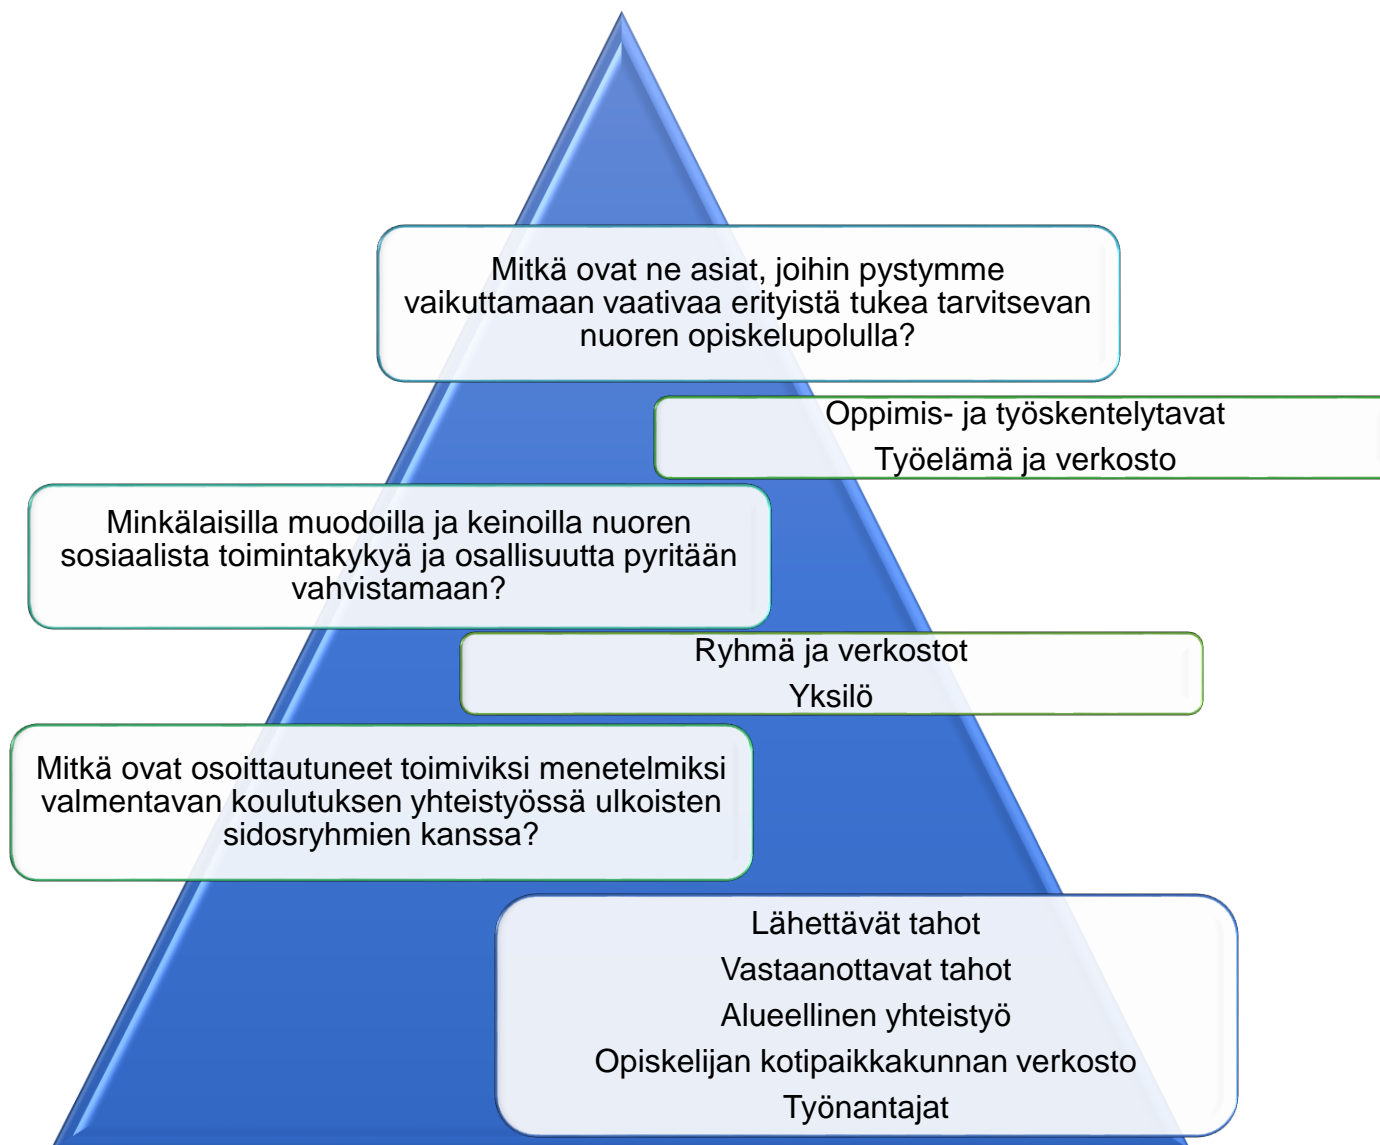 Mitkä ovat ne asiat, joihin pystymme
vaikuttamaan vaativaa erityistä tukea tarvitsevan
nuoren opiskelupolulla?
Oppimis- ja työskentelytavat
Työelämä ja verkosto
Minkälaisilla muodoilla ja keinoilla nuoren
sosiaalista toimintakykyä ja osallisuutta pyritään
vahvistamaan?
Ryhmä ja verkostot
Yksilö
Mitkä ovat osoittautuneet toimiviksi menetelmiksi
valmentavan koulutuksen yhteistyössä ulkoisten
sidosryhmien kanssa?
Lähettävät tahot
Vastaanottavat tahot
Alueellinen yhteistyö
Opiskelijan kotipaikkakunnan verkosto
Työnantajat